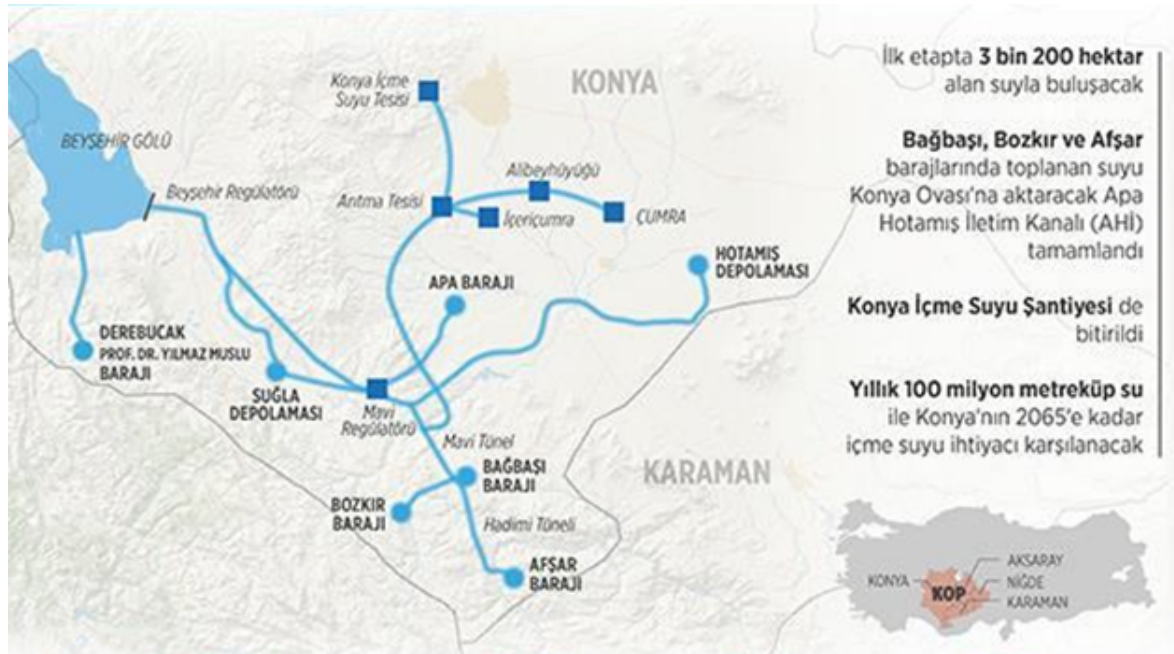 Konya İçme
Suyu Tesisi
KONYA
BEYŞEHİR GÖLÜ
Beyşehir Regülatörü
Alibeyhüyüğü
Arıtma Tesisi
İçeriçumra
ÇUMRA
HOTAMIŞ
DEPOLAMASI
APA BARAJI
DEREBUCAK
PROF. DR. YILMAZ MUSLU
BARAJI
SUĞLA
DEPOLAMASI
Mavi
Regülatörü
Mavi Tünel
BAĞBAŞI
BARAJI
KARAMAN
BOZKIR
BARAJI
Hadimi Tüneli
AFŞAR
BARAJI
İlk etapta 3 bin 200 hektar
alan suyla buluşacak
Bağbaşı, Bozkır ve Afşar
barajlarında toplanan suyu
Konya Ovası'na aktaracak Apa
Hotamış İletim Kanalı (AHİ)
tamamlandı
Konya İçme Suyu Şantiyesi de
bitirildi
Yıllık 100 milyon metreküp su
ile Konya'nın 2065'e kadar
içme suyu ihtiyacı karşılanacak
AKSARAY
KONYA
KOP
NİĞDE
KARAMAN